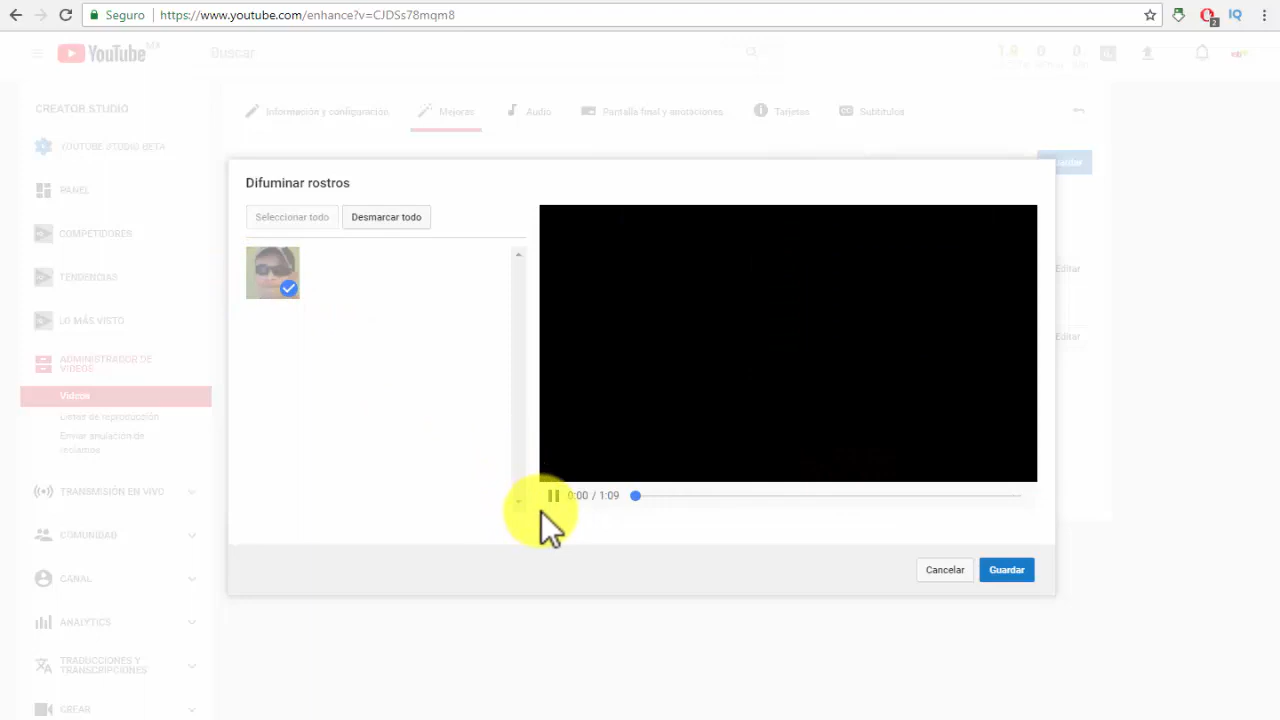 Seguro
https://www.youtube.com/enhance?v=CJDSs78mqm8
2
YouTube MX
Buscar
CREATOR STUDIO
Información y configuración
Mejoras
Audio
Pantalla final y anotaciones
Tarjetas
Subtítulos
YOUTUBE STUDIO BETA
PANEL
COMPETIDORES
TENDENCIAS
LO MÁS VISTO
ADMINISTRADOR DE
VIDEOS
Videos
Listas de reproducción
Enviar anulación de
reclamos
TRANSMISIÓN EN VIVO
COMUNIDAD
CANAL
ANALYTICS
TRADUCCIONES Y
TRANSCRIPCIONES
CREAR
Difuminar rostros
Seleccionar todo
Desmarcar todo
0:00 / 1:09
Cancelar
Guardar
Editar
Editar